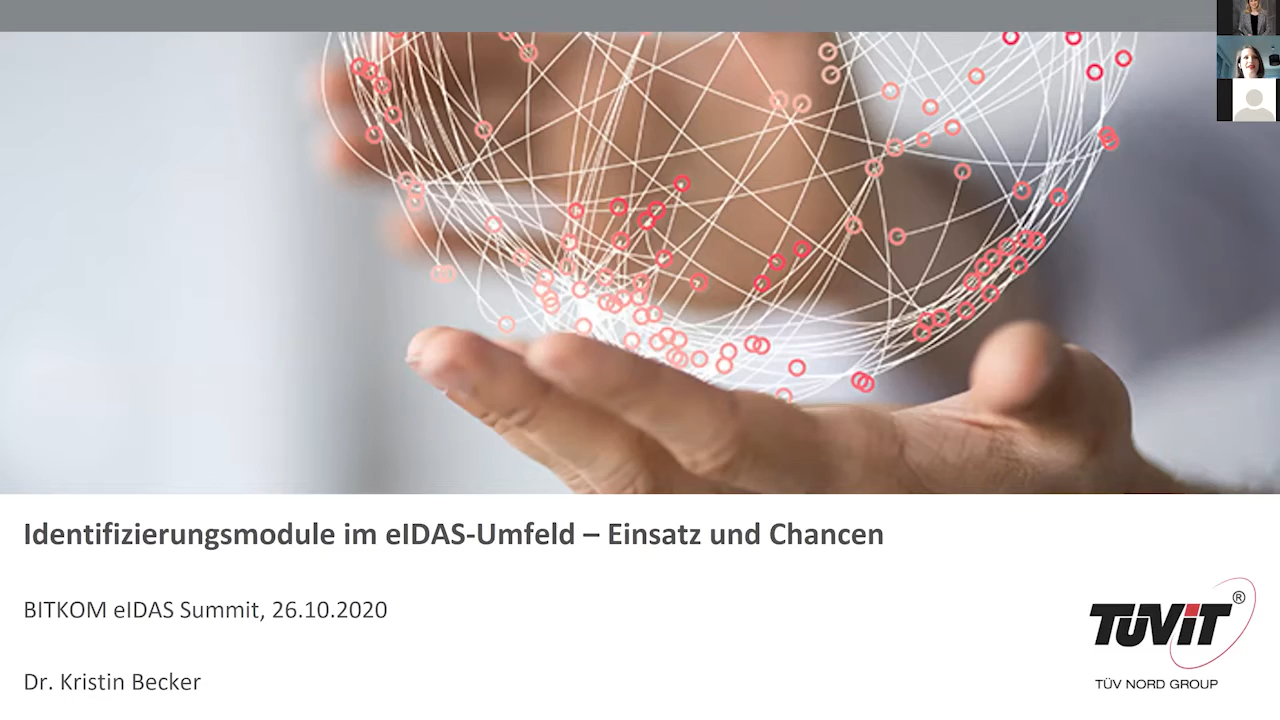 Identifizierungsmodule im eIDAS-Umfeld – Einsatz und Chancen
BITKOM eIDAS Summit, 26.10.2020
Dr. Kristin Becker
TÜViT®
TÜV NORD GROUP